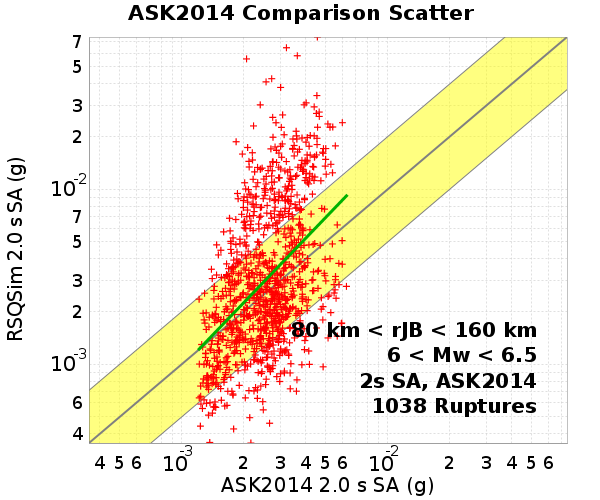 ASK2014 Comparison Scatter
RSQSim 2.0 s SA (g)
7
5
3
2
10-2
7
5
3
2
10-3
6
4
80 km < rJB < 160 km
6 < Mw < 6.5
2s SA, ASK2014
1038 Ruptures
4 5 6 10-3 2 3 4 5 6 10-2 2 3 4 5 6
ASK2014 2.0 s SA (g)